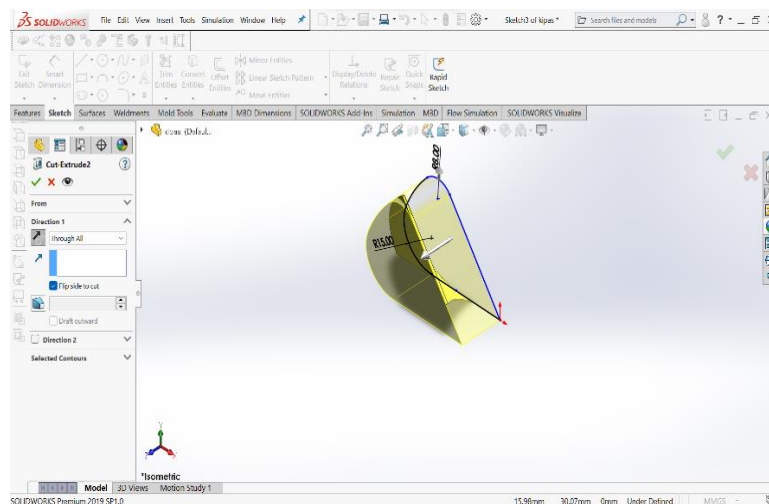 SOLIDWORKS File Edit View Insert Tools Simulation Window Help Sketch3 of kipas * Search files and models
Exit Sketch Smart Dimension Trim Entities Convert Entities Offset Entities Mirror Entities Linear Sketch Pattern Move Entities Display/Delete Relations Repair Sketch Quick Snaps Rapid Sketch
Features Sketch Surfaces Weldments Mold Tools Evaluate MBD Dimensions SOLIDWORKS Add-Ins Simulation MBD Flow Simulation SOLIDWORKS Visualize
Cut-Extrude2
From
Direction 1
Through All
Flip side to cut
Draft outward
Direction 2
Selected Contours
R15.00
*Isometric
Model 3D Views Motion Study 1
SOLIDWORKS Premium 2019 SP1.0 15.98mm 30.07mm 0mm Under Defined MMGS